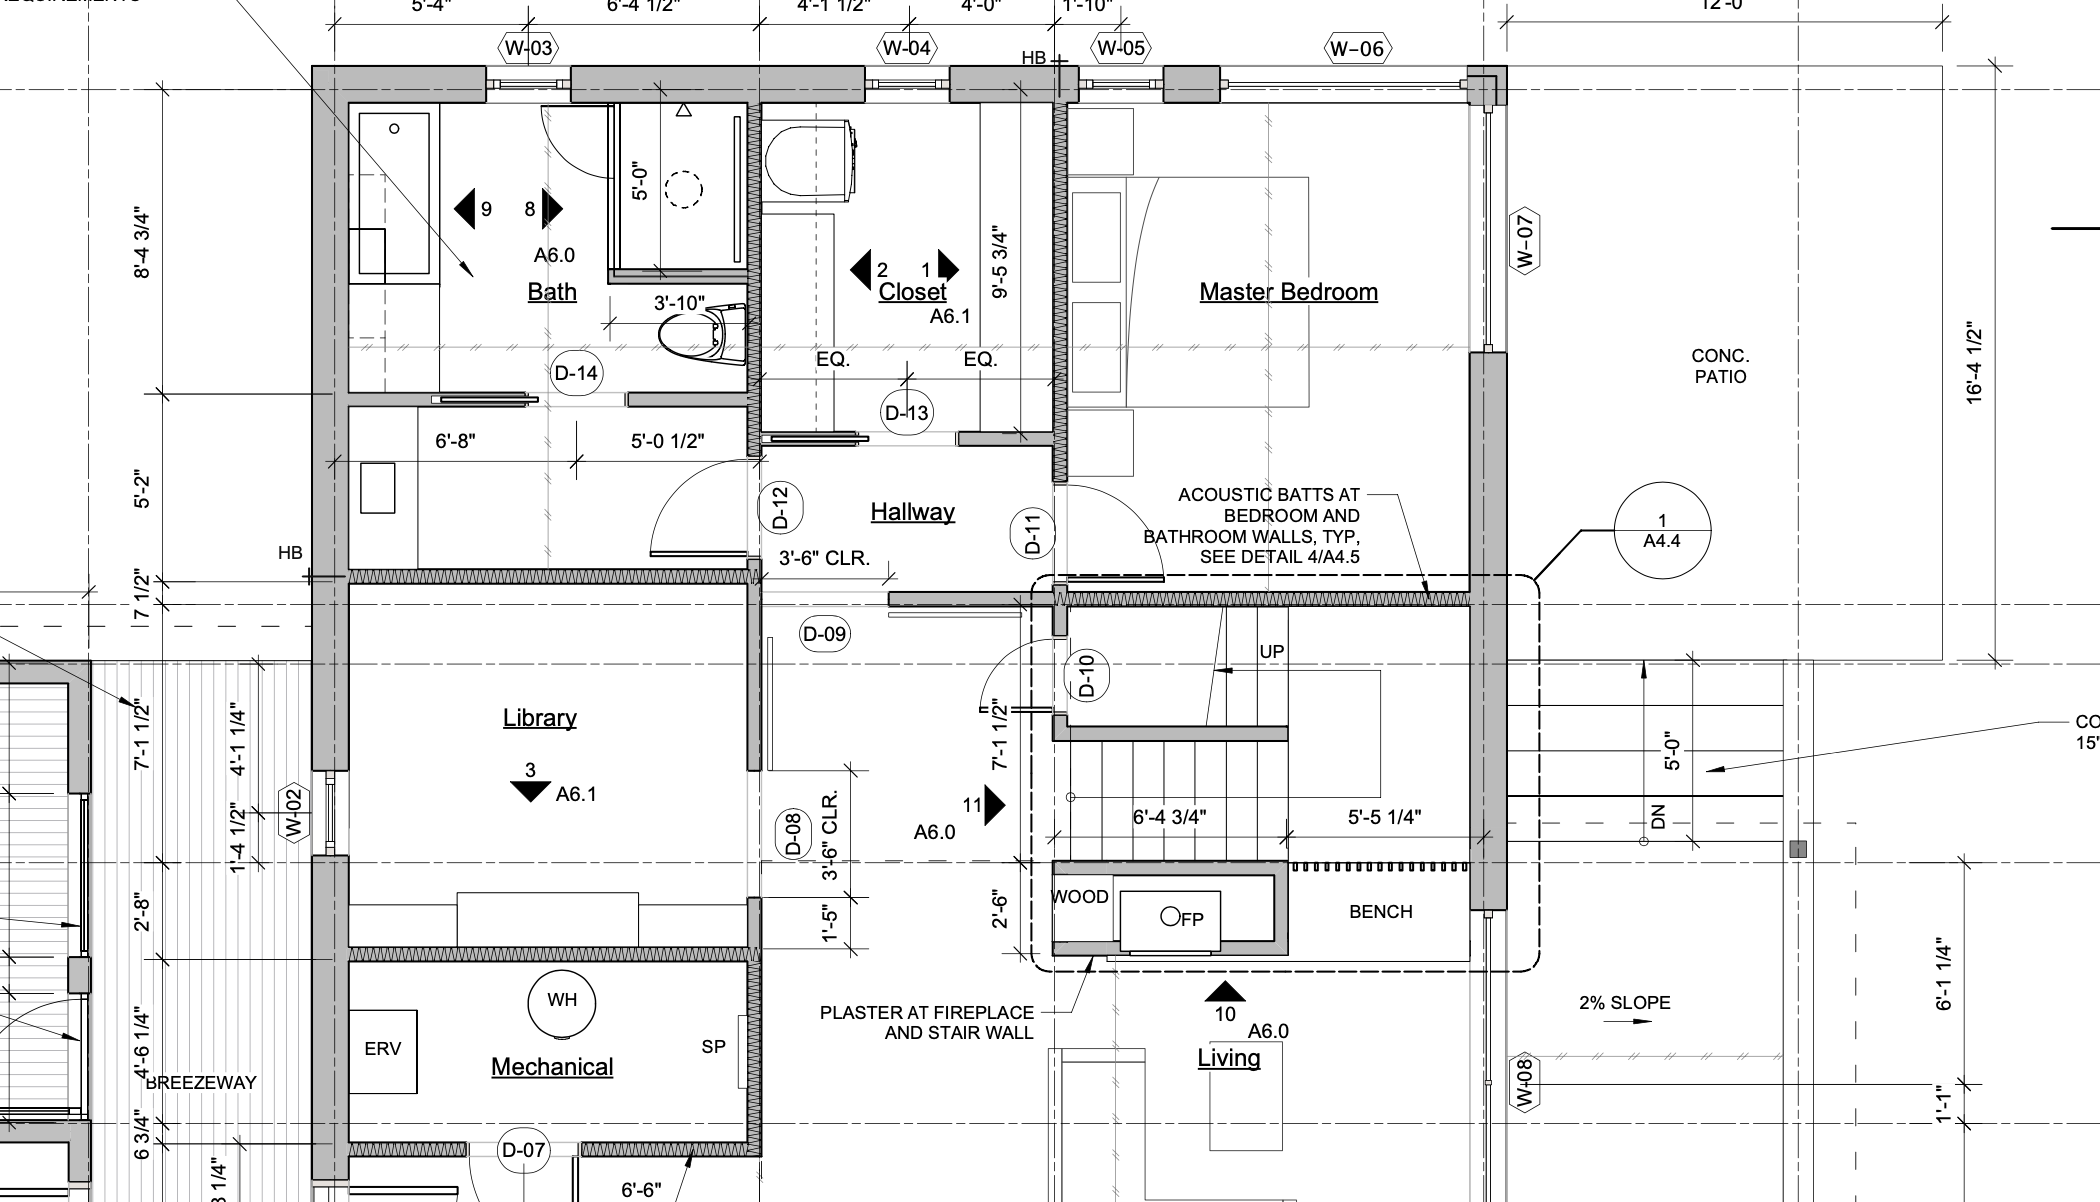 5'-4"
6'-4 1/2"
4'-1 1/2"
4'-0"
1'-10"
W-03
W-04
HB
W-05
W-06
8'-4 3/4"
5'-0"
9
8
A6.0
Bath
3'-10"
D-14
2
1
Closet
A6.1
9'-5 3/4"
EQ.
EQ.
D-13
Master Bedroom
W-07
CONC.
PATIO
16'-4 1/2"
6'-8"
5'-0 1/2"
5'-2"
D-12
Hallway
D-11
ACOUSTIC BATTS AT
BEDROOM AND
BATHROOM WALLS, TYP,
SEE DETAIL 4/A4.5
1
A4.4
HB
3'-6" CLR.
7 1/2"
D-09
UP
D-10
Library
3
A6.1
7'-1 1/2"
4'-1 1/4"
1'-4 1/2"
W-02
7'-1 1/2"
11
A6.0
D-08
3'-6" CLR.
6'-4 3/4"
5'-5 1/4"
5'-0"
DN
2'-8"
1'-5"
2'-6"
WOOD
FP
BENCH
WH
ERV
SP
Mechanical
PLASTER AT FIREPLACE
AND STAIR WALL
10
A6.0
Living
2% SLOPE
W-08
6'-1 1/4"
1'-1"
4'-6 1/4"
BREEZEWAY
6 3/4"
D-07
6'-6"